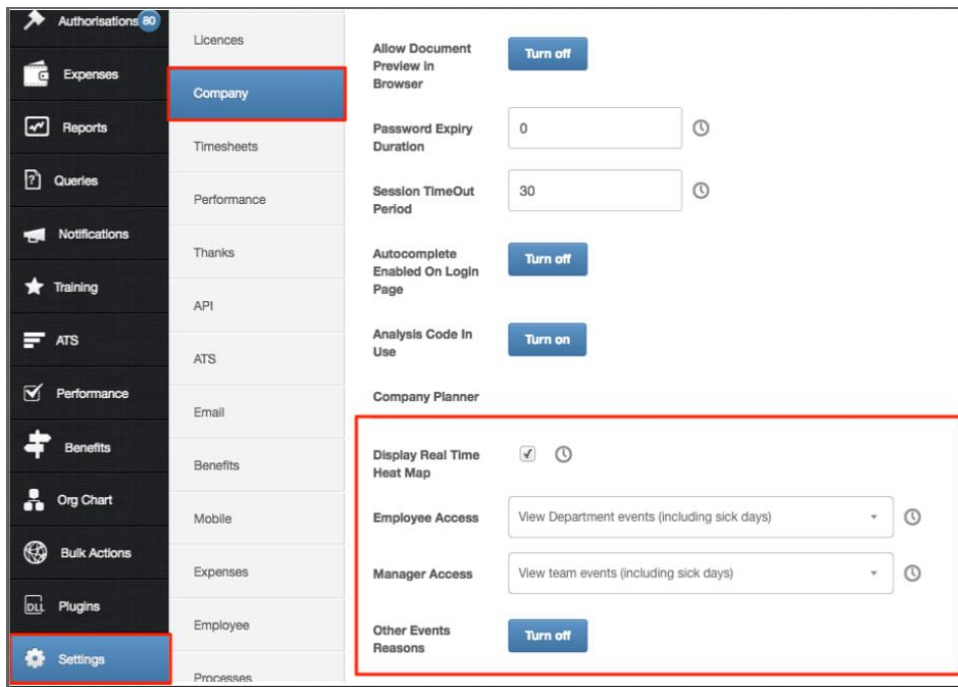 Authorisations 80
Expenses
Reports
Queries
Notifications
Training
ATS
Performance
Benefits
Org Chart
Bulk Actions
DLL Plugins
Settings
Licences
Company
Timesheets
Performance
Thanks
API
ATS
Email
Benefits
Mobile
Expenses
Employee
Processes
Allow Document
Preview in
Browser
Turn off
Password Expiry
Duration
0
Session TimeOut
Period
30
Autocomplete
Enabled On Login
Page
Turn off
Analysis Code In
Use
Turn on
Company Planner
Display Real Time
Heat Map
Employee Access
View Department events (including sick days)
Manager Access
View team events (including sick days)
Other Events
Reasons
Turn off